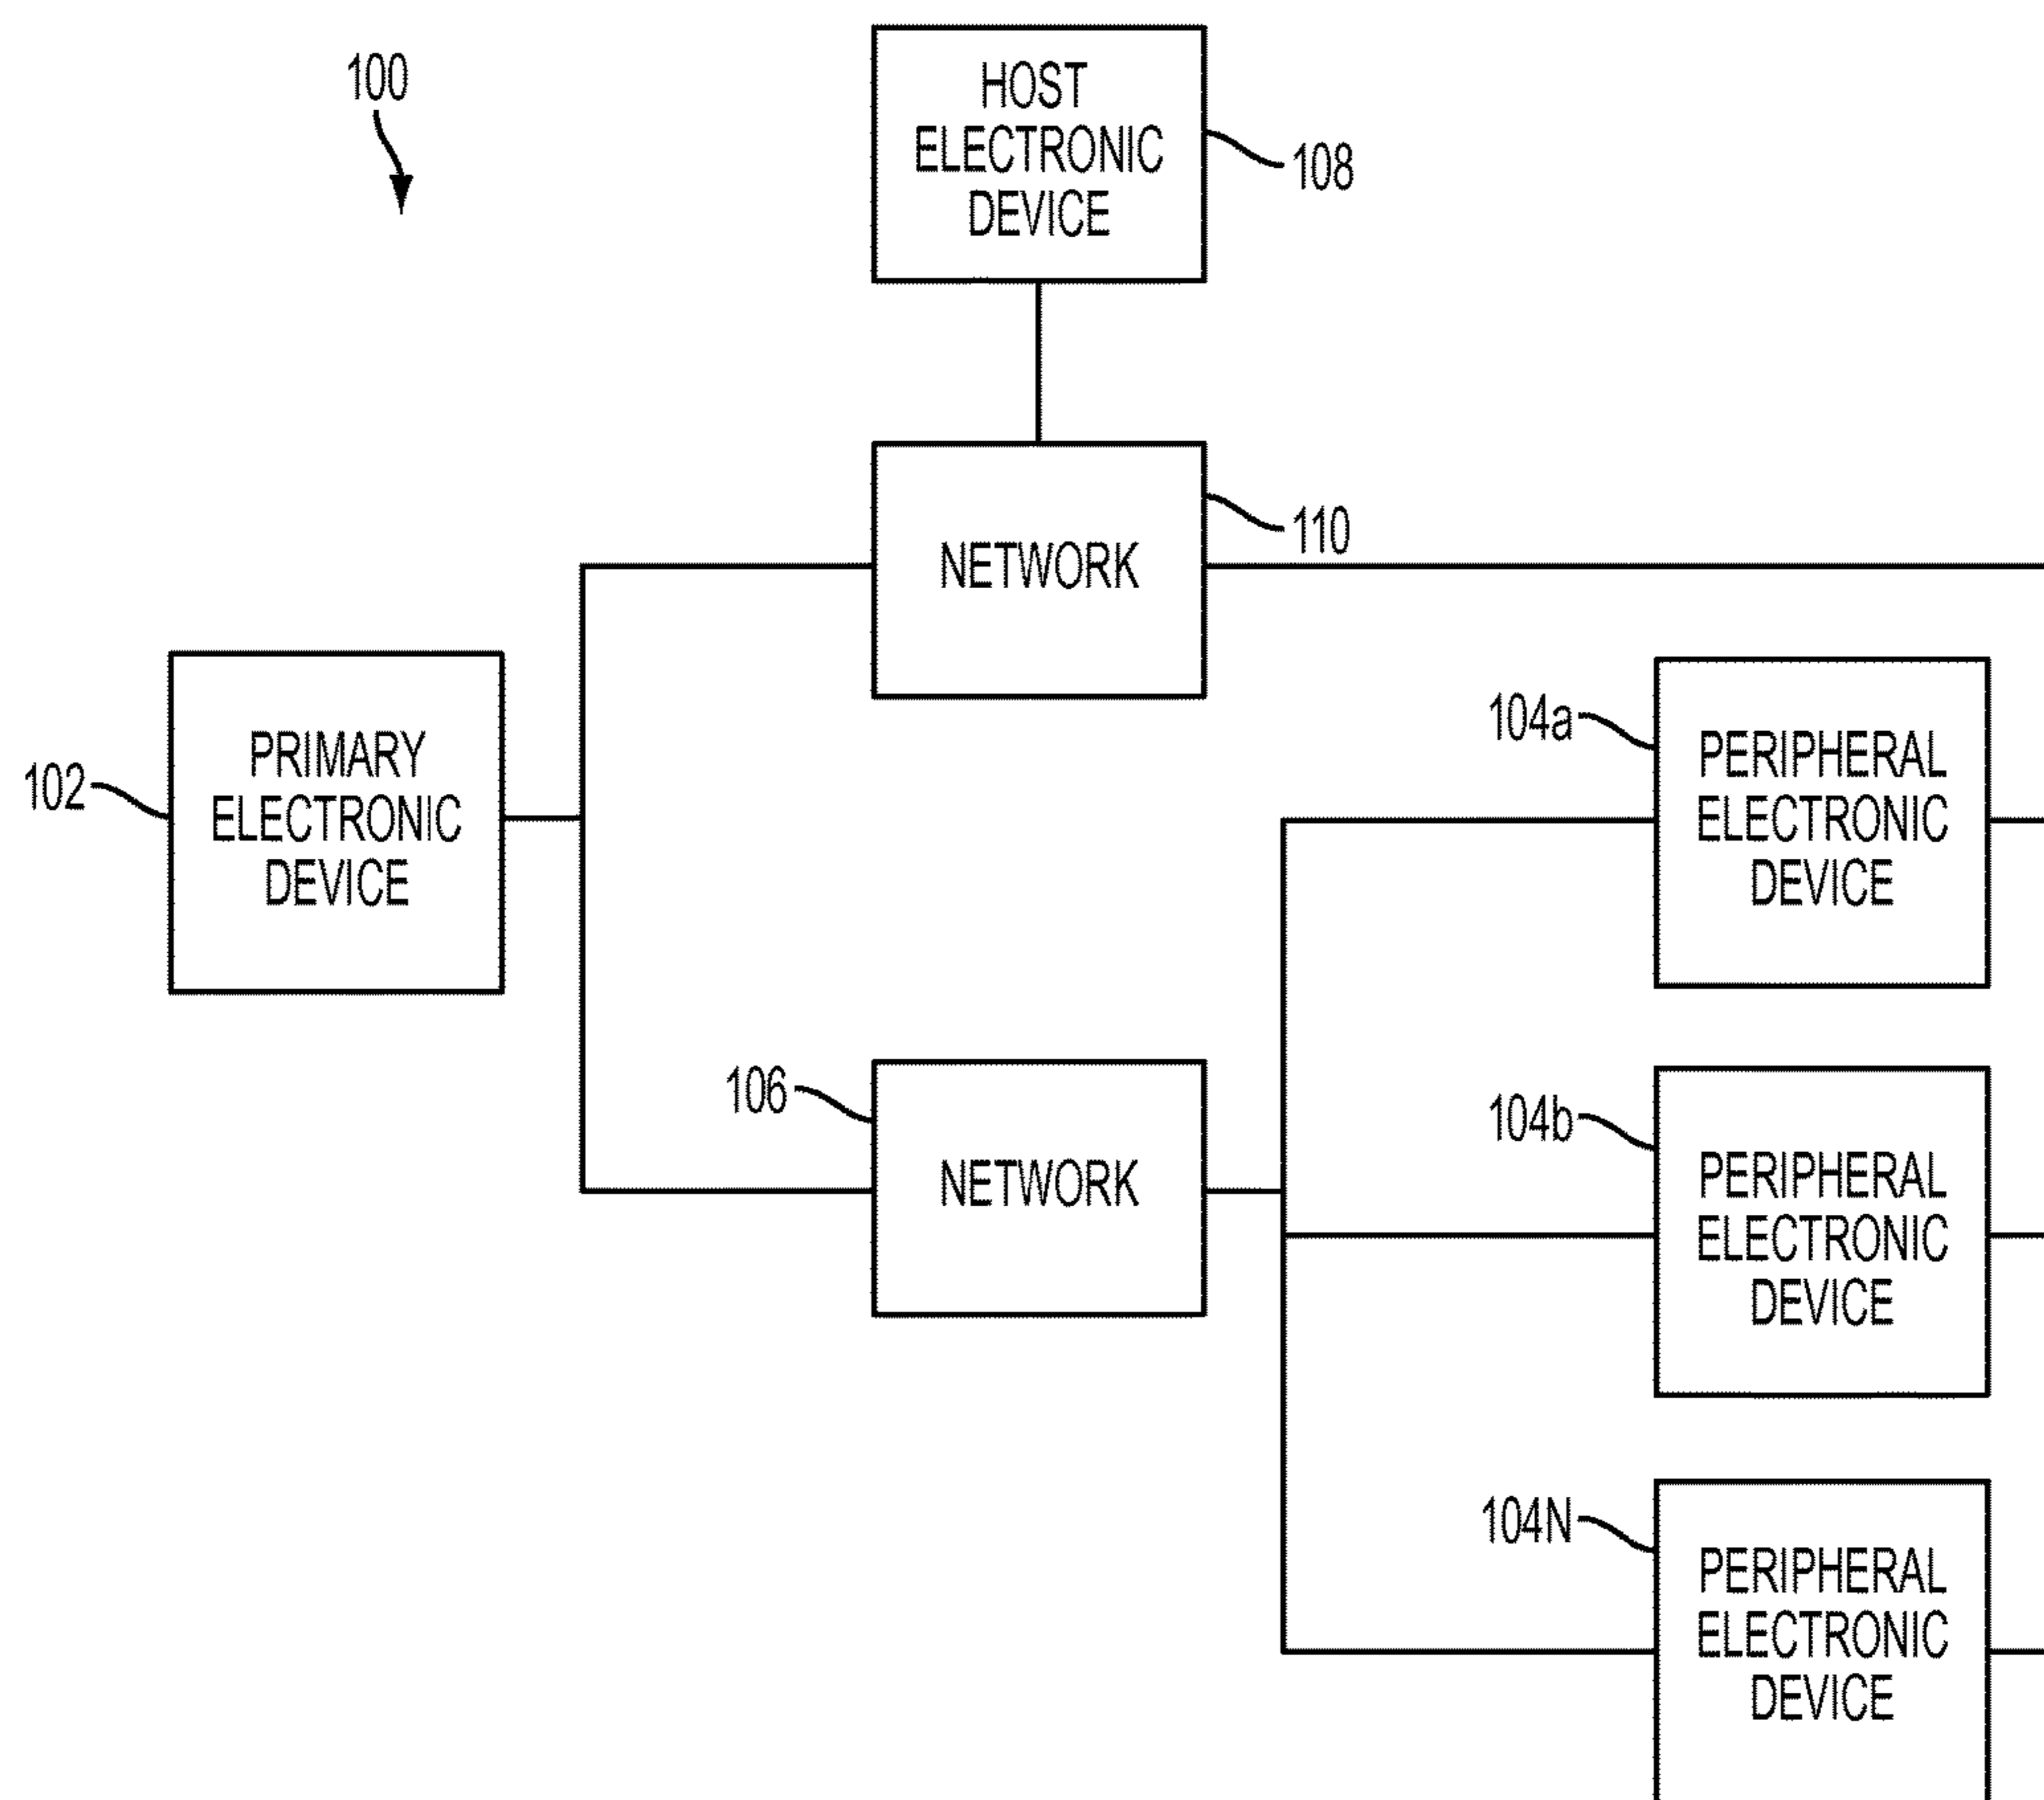 100
HOST
ELECTRONIC
DEVICE
108
NETWORK
110
PRIMARY
ELECTRONIC
DEVICE
102
104a
PERIPHERAL
ELECTRONIC
DEVICE
106
NETWORK
104b
PERIPHERAL
ELECTRONIC
DEVICE
104N
PERIPHERAL
ELECTRONIC
DEVICE